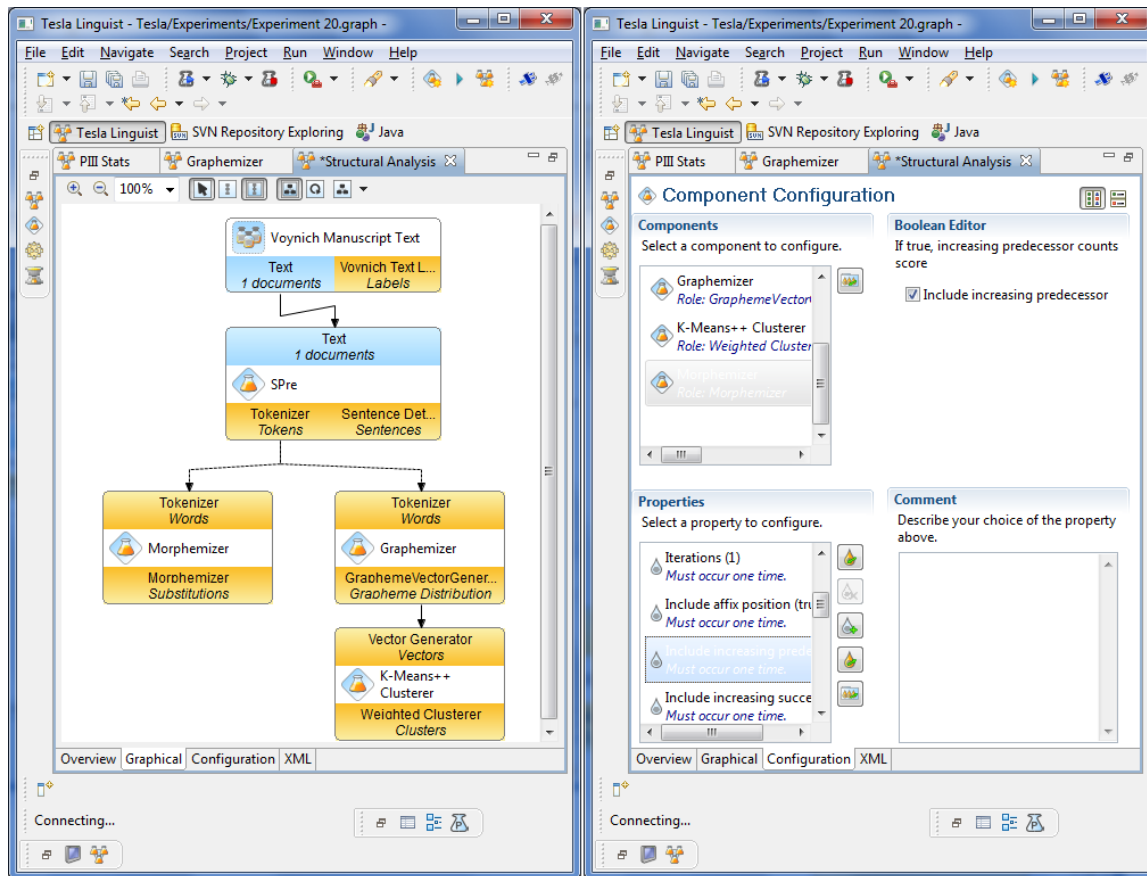 Tesla Linguist - Tesla/Experiments/Experiment 20.graph -
File Edit Navigate Search Project Run Window Help
Tesla Linguist SVN Repository Exploring Java
PIII Stats Graphemizer *Structural Analysis
100%
Voynich Manuscript Text
Text Voynich Text L...
1 documents Labels
Text
1 documents
SPre
Tokenizer Sentence Det...
Tokens Sentences
Tokenizer Tokenizer
Words Words
Morphemizer Graphemizer
Morphemizer GraphemeVectorGener...
Substitutions Grapheme Distribution
Vector Generator
Vectors
K-Means++
Clusterer
Weighted Clusterer
Clusters
Overview Graphical Configuration XML
Connecting...
Tesla Linguist - Tesla/Experiments/Experiment 20.graph -
File Edit Navigate Search Project Run Window Help
Tesla Linguist SVN Repository Exploring Java
PIII Stats Graphemizer *Structural Analysis
Component Configuration
Components
Select a component to configure.
Graphemizer
Role: GraphemeVector
K-Means++ Clusterer
Role: Weighted Cluster
Morphemizer
Role: Morphemizer
Boolean Editor
If true, increasing predecessor counts
score
Include increasing predecessor
Properties
Select a property to configure.
Iterations (1)
Must occur one time.
Include affix position (tru
Must occur one time.
Include increasing prede
Must occur one time.
Include increasing succe
Must occur one time.
Comment
Describe your choice of the property
above.
Overview Graphical Configuration XML
Connecting...